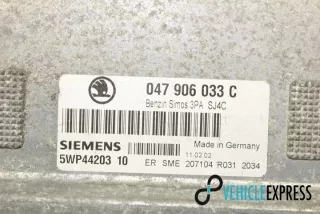 047 906 033 C
Benzin Simos 3PA SJ4C
SIEMENS
Made in Germany
11.02.02
5WP44203 10
ER SME 207104 R031 2034
VEHICLEXPRESS